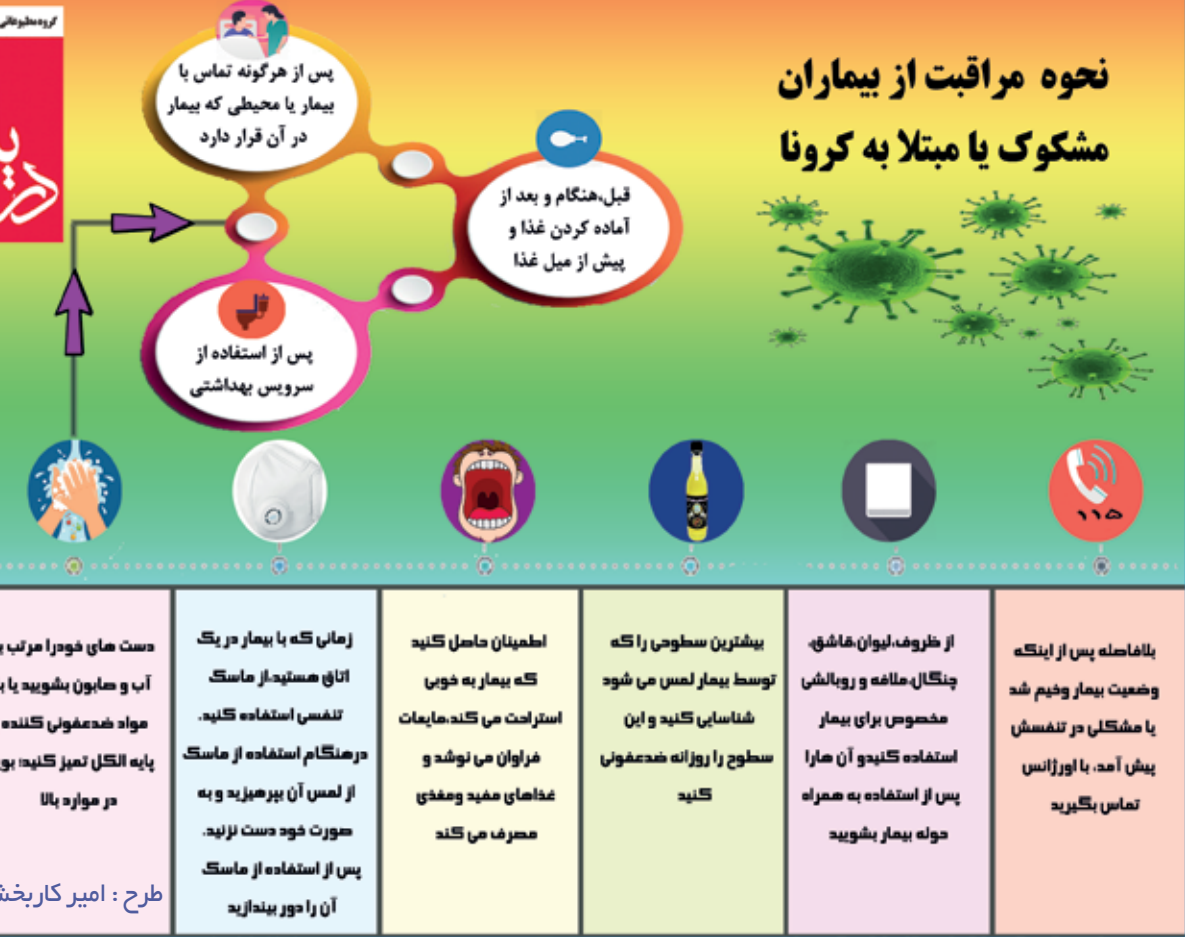 نحوه مراقبت از بیماران
مشکوک یا مبتلا به کرونا
گروه مطبوعاتی
پس از هرگونه تماس با
بیمار یا محیطی که بیمار
در آن قرار دارد
قبل،هنگام و بعد از
آماده کردن غذا و
پیش از میل غذا
پس از استفاده از
سرویس بهداشتی
۱۱۵
بلافاصله پس از اینکه
وضعیت بیمار وخیم شد
یا مشکلی در تنفسش
پیش آمد، با اورژانس
تماس بگیرید
از ظروف،لیوان،قاشق،
چنگال،ملافه و روبالشی
مخصوص برای بیمار
استفاده کنیدو آن هارا
پس از استفاده به همراه
حوله بیمار بشویید
بیشترین سطوحی را که
توسط بیمار لمس می شود
شناسایی کنید و این
سطوح را روزانه ضدعفونی
کنید
اطمینان حاصل کنید
که بیمار به خوبی
استراحت می کند،مایعات
فراوان می نوشد و
غذاهای مفید ومغذی
مصرف می کند
زمانی که با بیمار در یک
اتاق هستید،از ماسک
تنفسی استفاده کنید.
درهنگام استفاده از ماسک
از لمس آن بپرهیزید و به
صورت خود دست نزنید.
پس از استفاده از ماسک
آن را دور بیندازید
دست های خودرا مرتب
آب و صابون بشویید یا
مواد ضدعفونی کننده
پایه الکل تمیز کنید؛
در موارد بالا
طرح : امیر